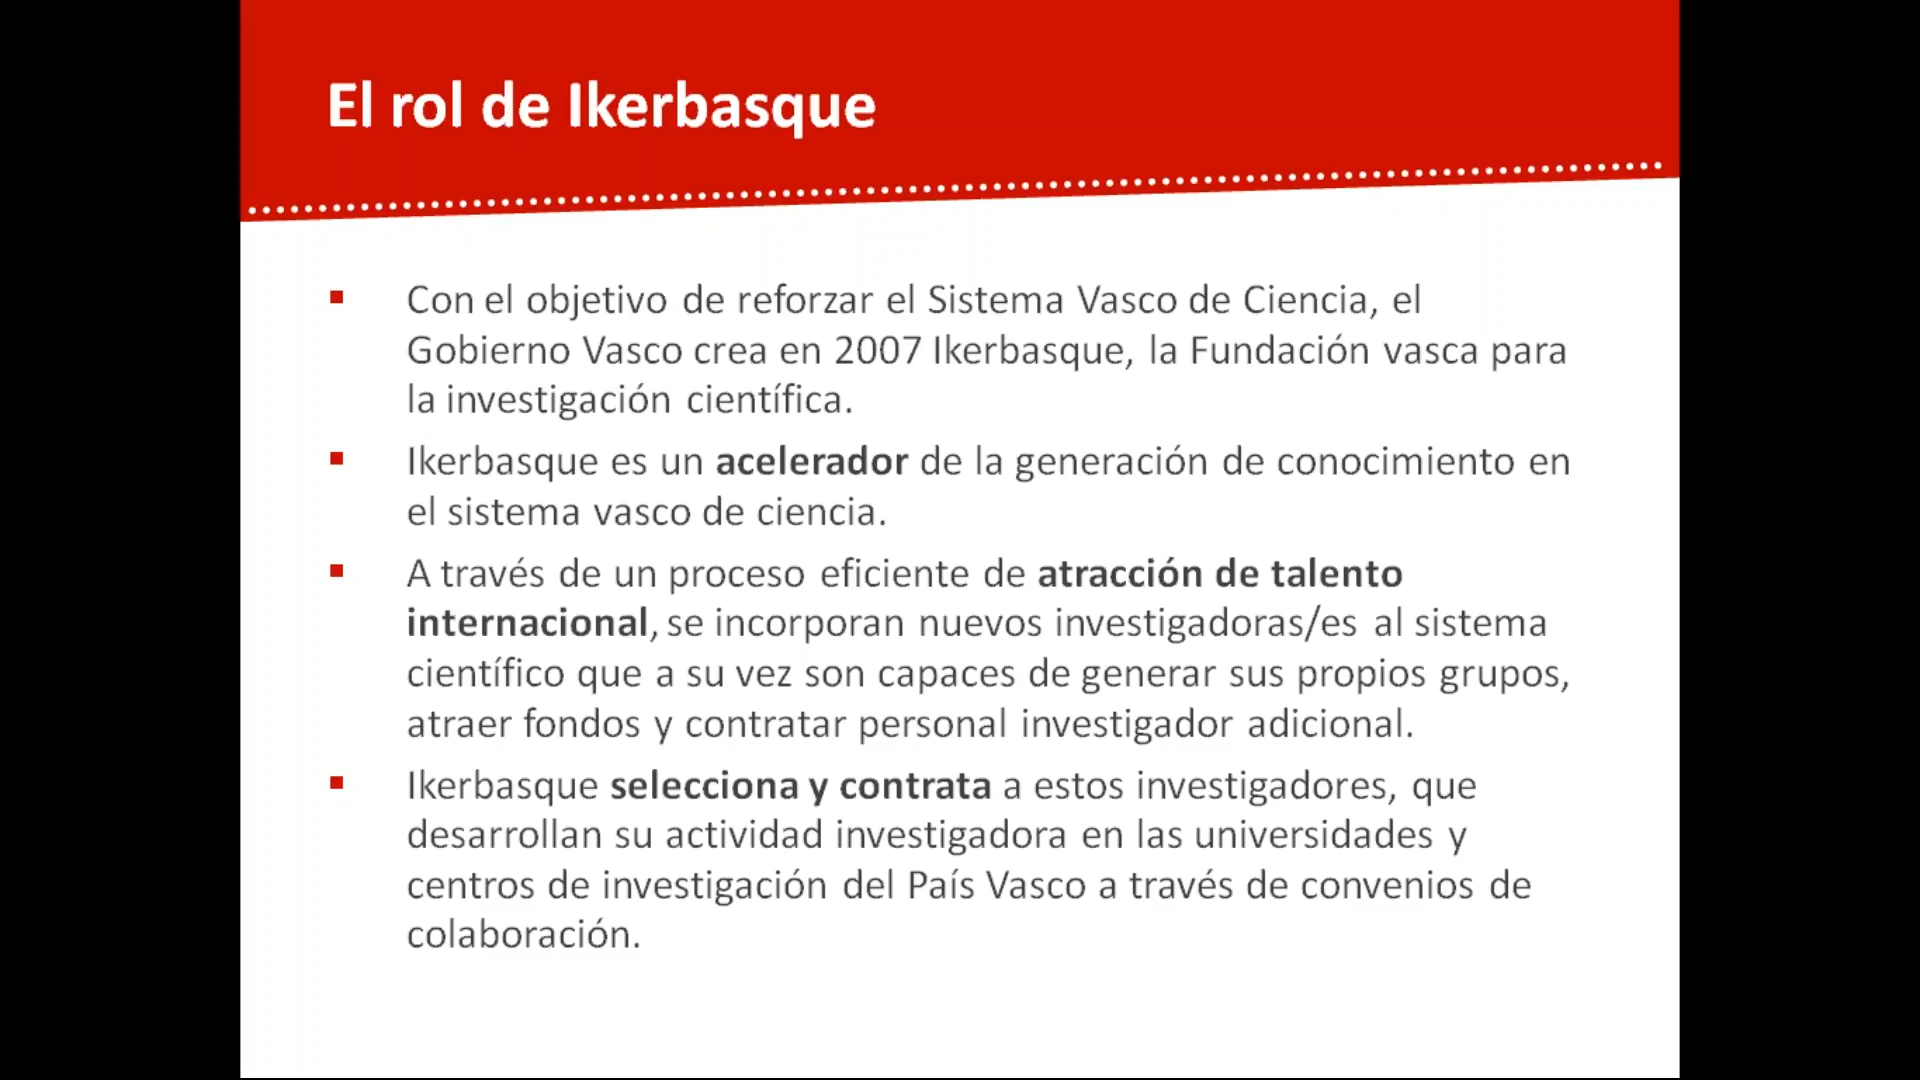 El rol de Ikerbasque
Con el objetivo de reforzar el Sistema Vasco de Ciencia, el
Gobierno Vasco crea en 2007 Ikerbasque, la Fundación vasca para
la investigación científica.
Ikerbasque es un acelerador de la generación de conocimiento en
el sistema vasco de ciencia.
A través de un proceso eficiente de atracción de talento
internacional, se incorporan nuevos investigadoras/es al sistema
científico que a su vez son capaces de generar sus propios grupos,
atraer fondos y contratar personal investigador adicional.
Ikerbasque selecciona y contrata a estos investigadores, que
desarrollan su actividad investigadora en las universidades y
centros de investigación del País Vasco a través de convenios de
colaboración.